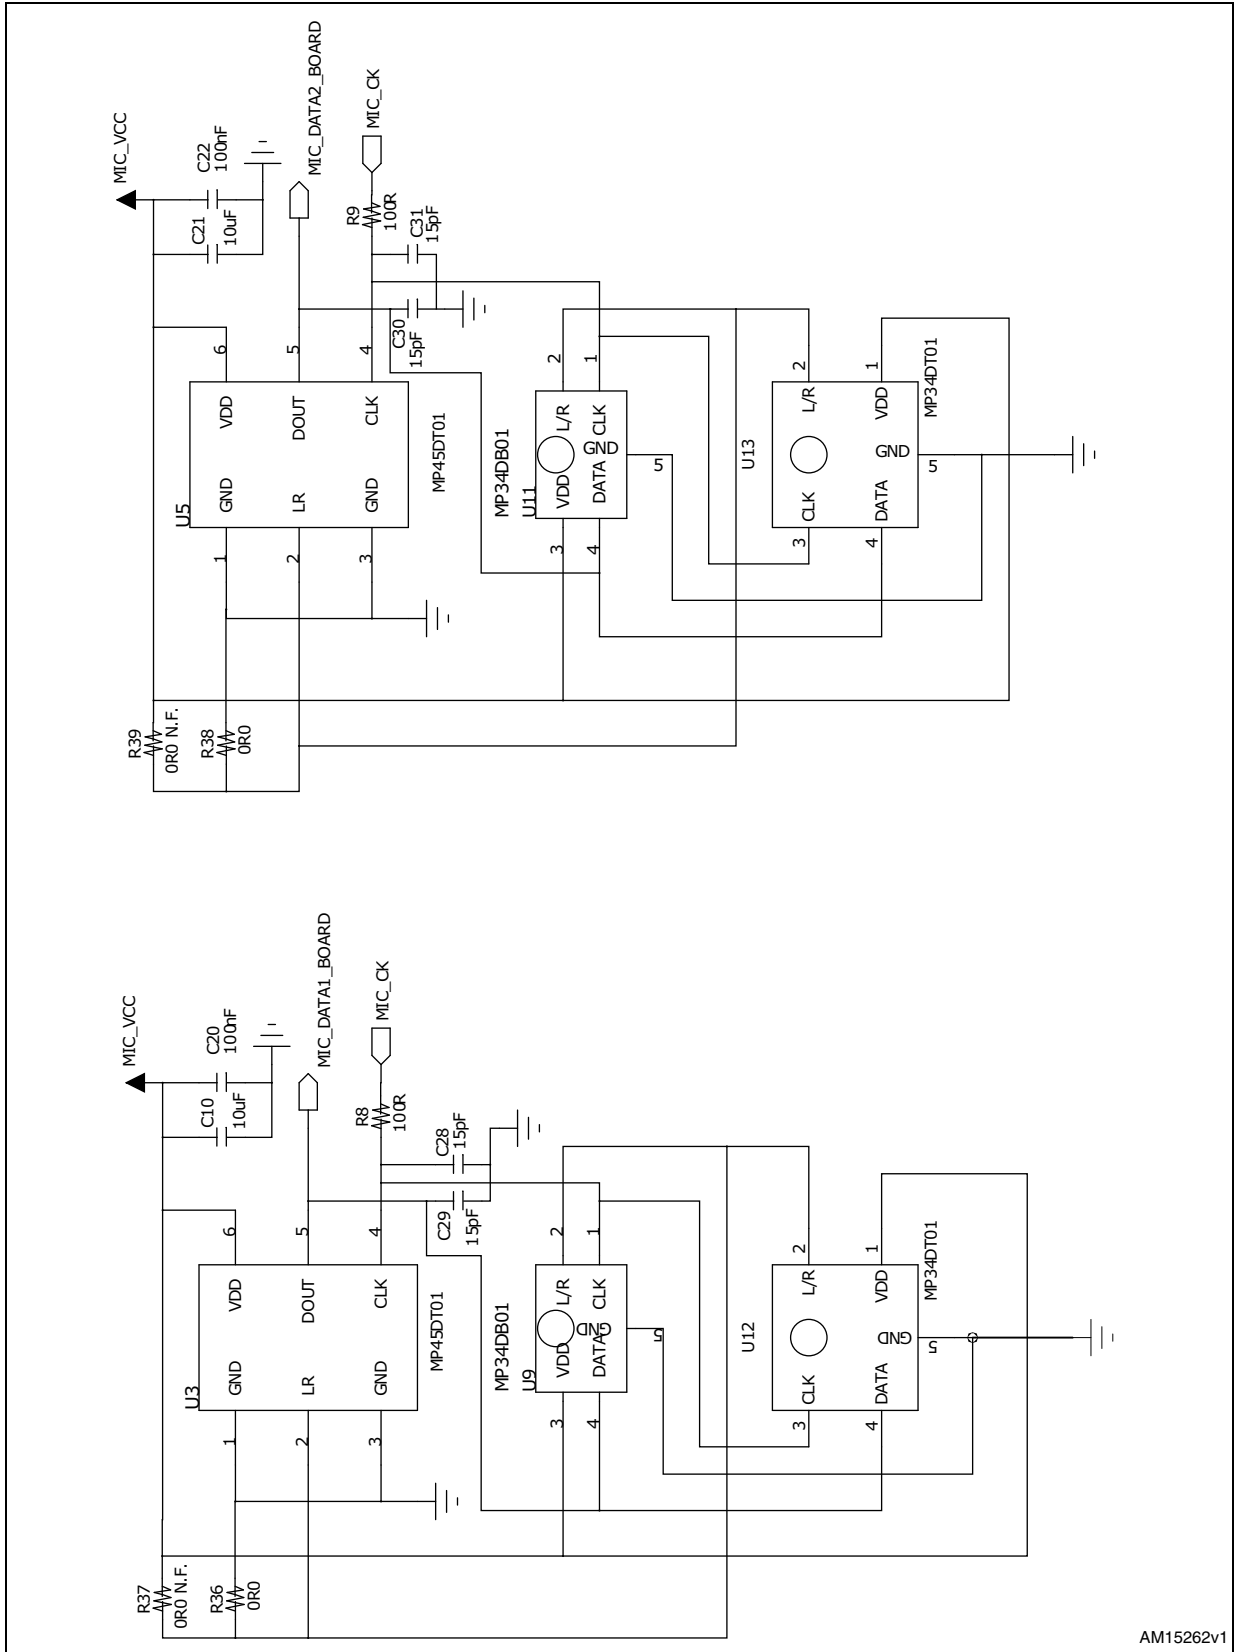 MIC_VCC
C22
100nF
C21
10uF
MIC_DATA2_BOARD
MIC_CK
R9
100R
C31
15pF
C30
15pF
6
5
4
VDD
DOUT
CLK
GND
LR
GND
U5
MP45DT01
1
2
3
R39
0R0 N.F.
R38
0R0
MP34DB01
U11
2
1
L/R
CLK
GND
VDD
DATA
5
3
4
U13
2
1
L/R
VDD
GND
CLK
DATA
5
3
4
MP34DT01
MIC_VCC
C20
100nF
C10
10uF
MIC_DATA1_BOARD
MIC_CK
R8
100R
C28
15pF
C29
15pF
6
5
4
VDD
DOUT
CLK
GND
LR
GND
U3
MP45DT01
1
2
3
R37
0R0 N.F.
R36
0R0
MP34DB01
U9
2
1
L/R
CLK
GND
VDD
DATA
5
3
4
U12
2
1
L/R
VDD
GND
CLK
DATA
5
3
4
MP34DT01
AM15262v1